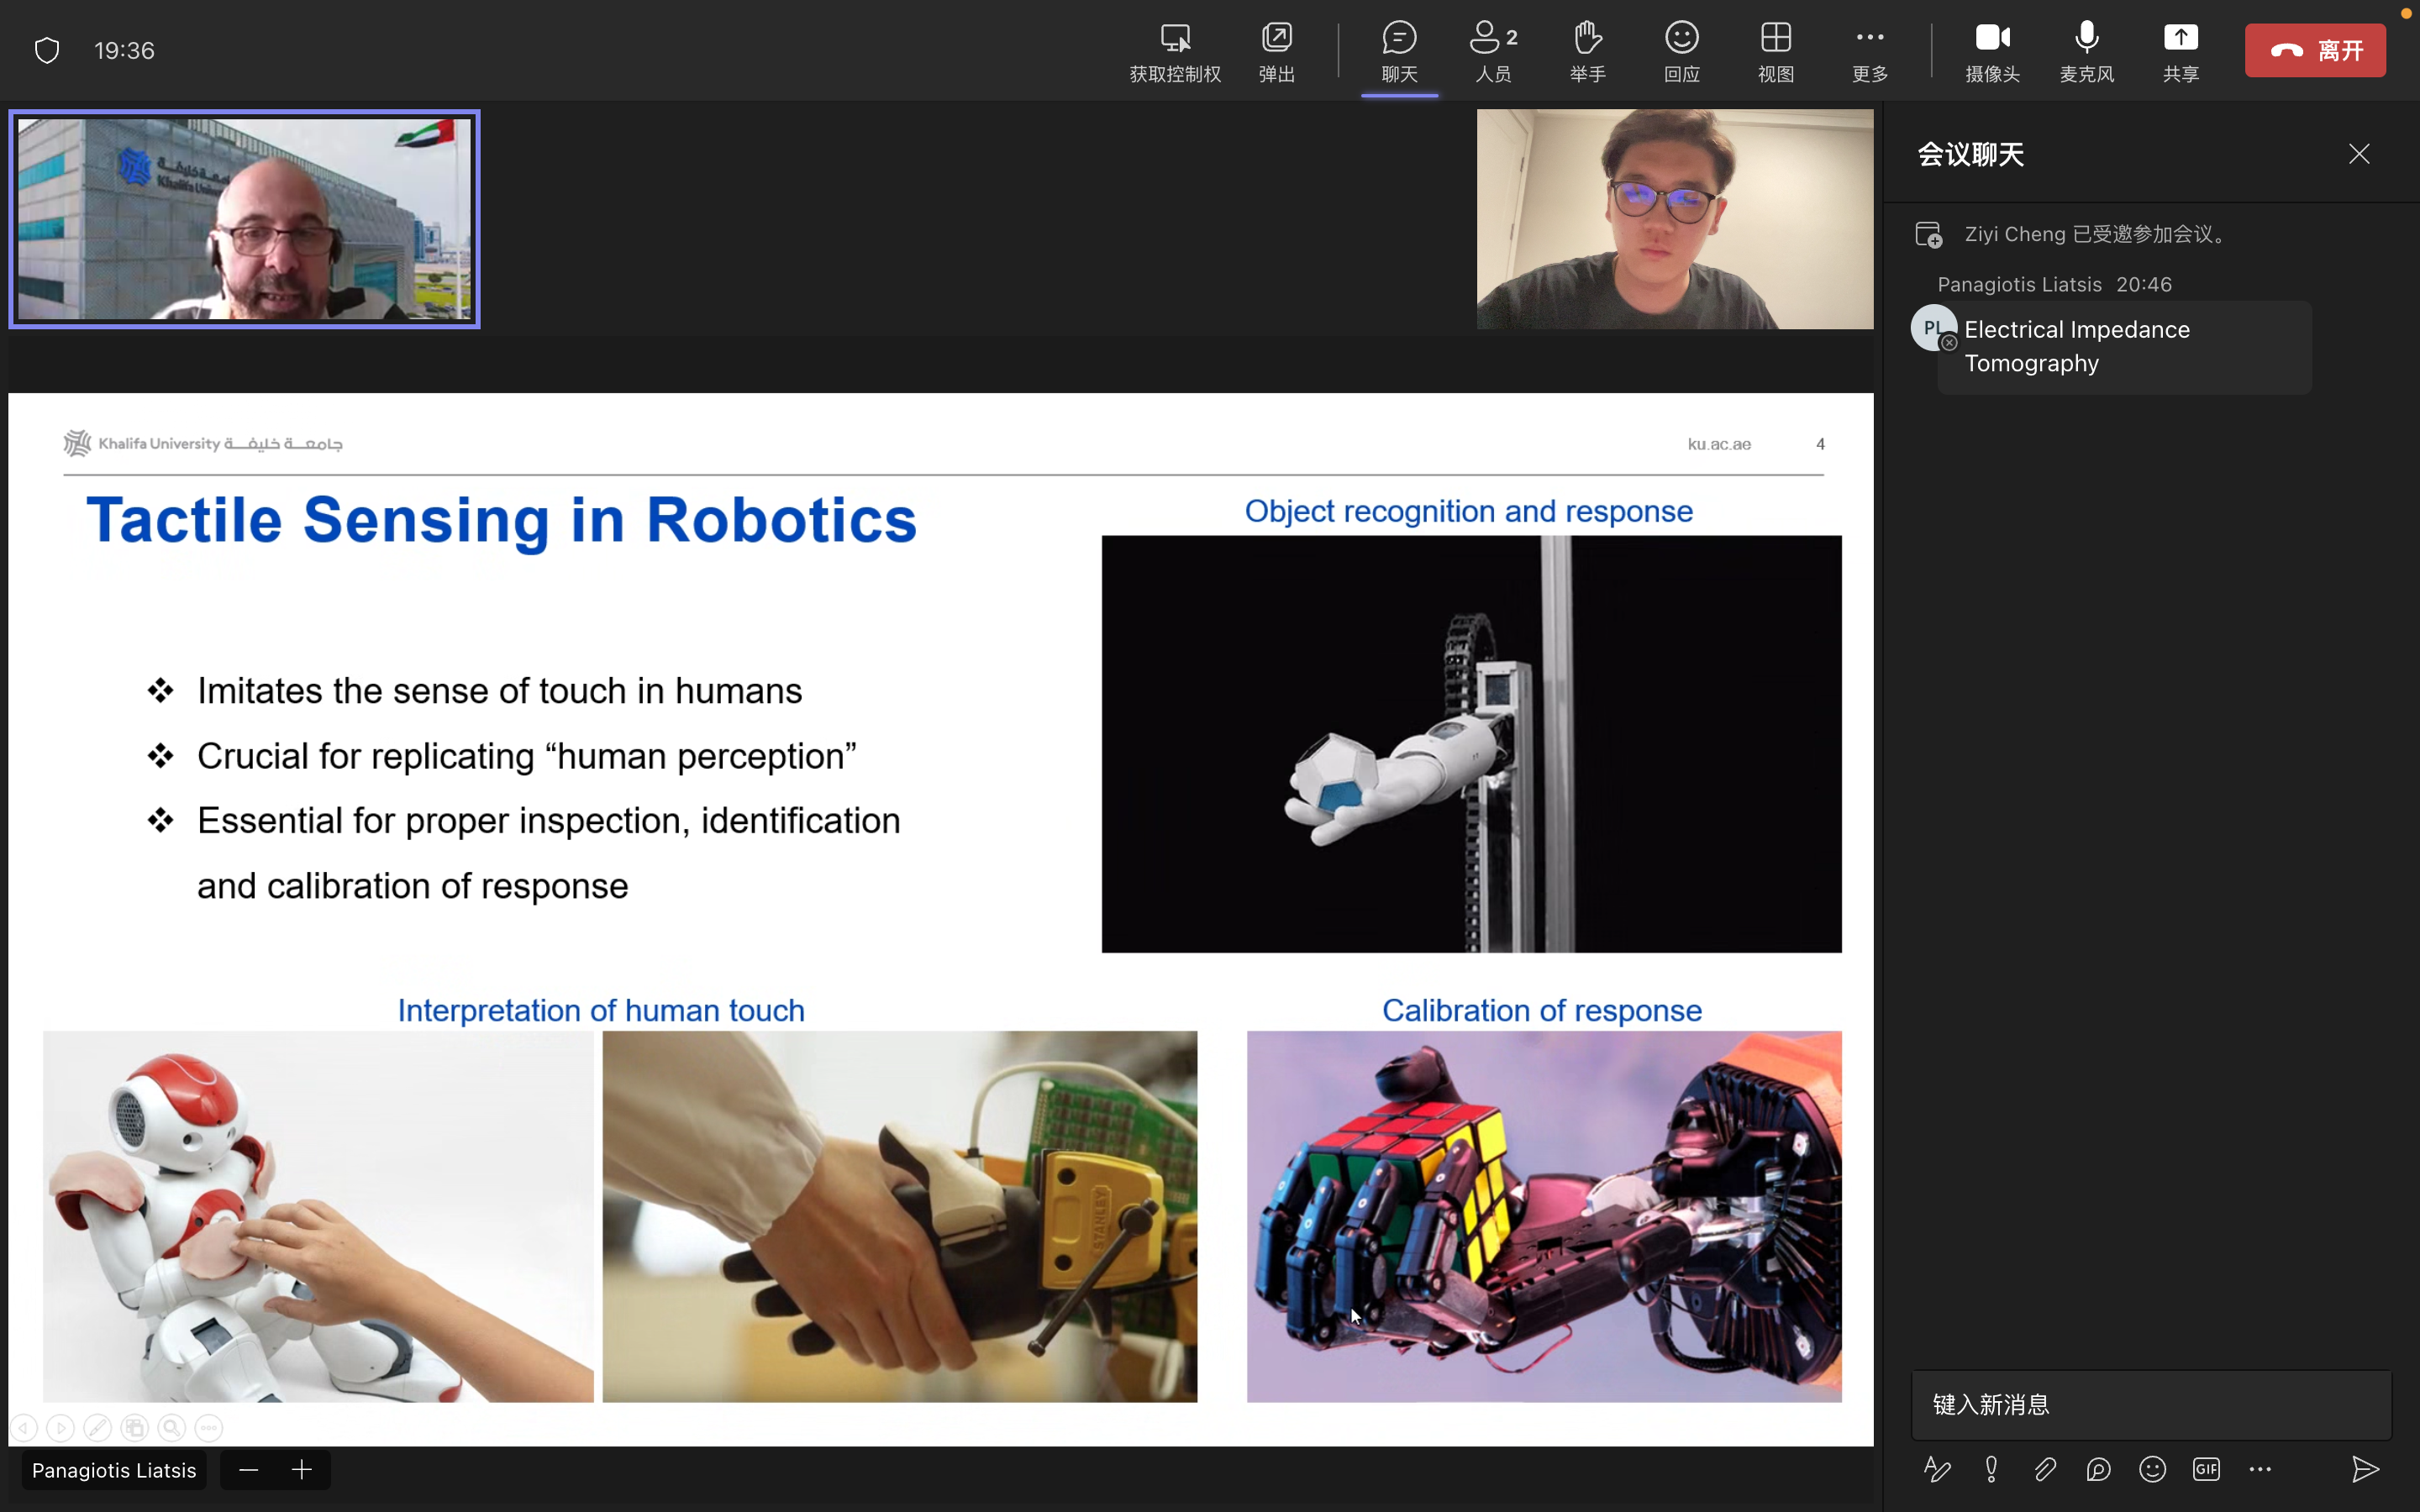 19:36
获取控制权
弹出
聊天
2
人员
举手
回应
视图
更多
摄像头
麦克风
共享
离开
جامعة خليفة
会议聊天
Ziyi Cheng 已受邀参加会议。
Panagiotis Liatsis 20:46
PL
Electrical Impedance
Tomography
Khalifa University جامعــة خليفــة
ku.ac.ae 4
Tactile Sensing in Robotics
Object recognition and response
Imitates the sense of touch in humans
Crucial for replicating “human perception”
Essential for proper inspection, identification
and calibration of response
Interpretation of human touch
Calibration of response
STANLEY
Panagiotis Liatsis
键入新消息
GIF